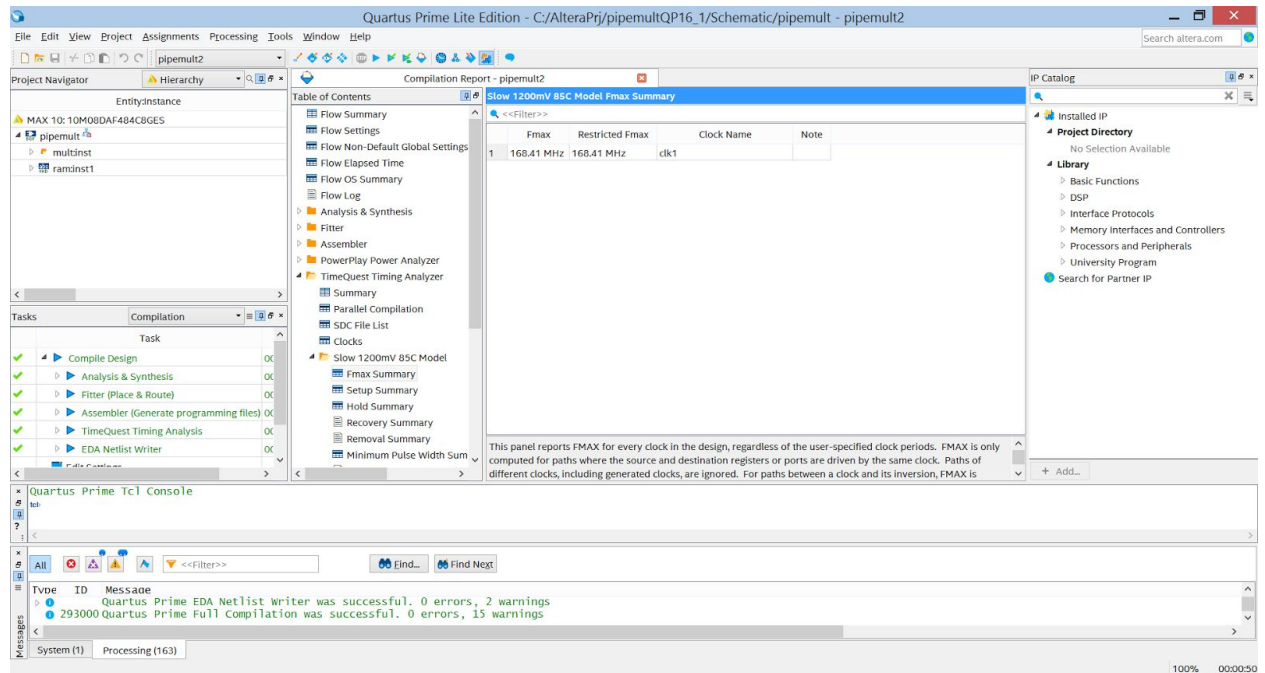 Quartus Prime Lite Edition - C:/AlteraPrj/pipemultQP16_1/Schematic/pipemult - pipemult2
File Edit View Project Assignments Processing Tools Window Help
Search altera.com
pipemult2
Project Navigator
Hierarchy
Entity:Instance
MAX 10: 10M08DAF484C8GES
pipemult
mult:inst
ram:inst1
Tasks
Compilation
Task
Compile Design
Analysis & Synthesis
Fitter (Place & Route)
Assembler (Generate programming files)
TimeQuest Timing Analysis
EDA Netlist Writer
Edit Settings
Compilation Report - pipemult2
Table of Contents
Flow Summary
Flow Settings
Flow Non-Default Global Settings
Flow Elapsed Time
Flow OS Summary
Flow Log
Analysis & Synthesis
Fitter
Assembler
PowerPlay Power Analyzer
TimeQuest Timing Analyzer
Summary
Parallel Compilation
SDC File List
Clocks
Slow 1200mV 85C Model
Fmax Summary
Setup Summary
Hold Summary
Recovery Summary
Removal Summary
Minimum Pulse Width Sum
Slow 1200mV 85C Model Fmax Summary
<<Filter>>
Fmax Restricted Fmax Clock Name Note
1 168.41 MHz 168.41 MHz clk1
This panel reports FMAX for every clock in the design, regardless of the user-specified clock periods. FMAX is only
computed for paths where the source and destination registers or ports are driven by the same clock. Paths of
different clocks, including generated clocks, are ignored. For paths between a clock and its inversion, FMAX is
IP Catalog
Installed IP
Project Directory
No Selection Available
Library
Basic Functions
DSP
Interface Protocols
Memory Interfaces and Controllers
Processors and Peripherals
University Program
Search for Partner IP
+ Add...
Quartus Prime Tcl Console
tcl>
All
<<Filter>>
Find...
Find Next
Type ID Message
Quartus Prime EDA Netlist Writer was successful. 0 errors, 2 warnings
293000 Quartus Prime Full Compilation was successful. 0 errors, 15 warnings
Messages
System (1)
Processing (163)
100% 00:00:50